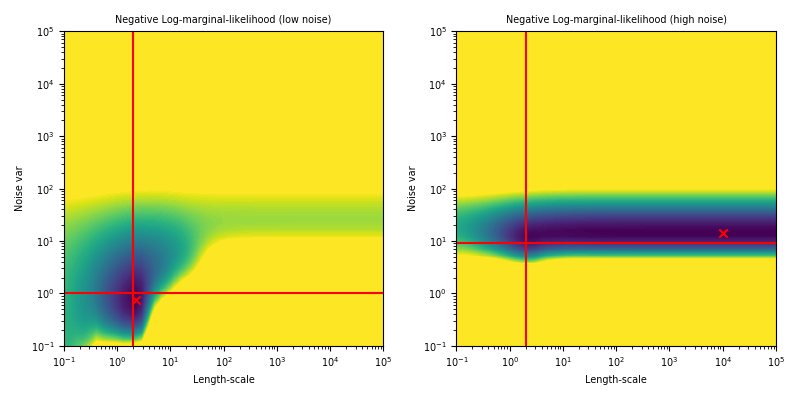 Negative Log-marginal-likelihood (low noise)
10^5
10^4
10^3
10^2
10^1
10^0
10^-1
Noise var
10^-1 10^0 10^1 10^2 10^3 10^4 10^5
Length-scale
Negative Log-marginal-likelihood (high noise)
10^5
10^4
10^3
10^2
10^1
10^0
10^-1
Noise var
10^-1 10^0 10^1 10^2 10^3 10^4 10^5
Length-scale